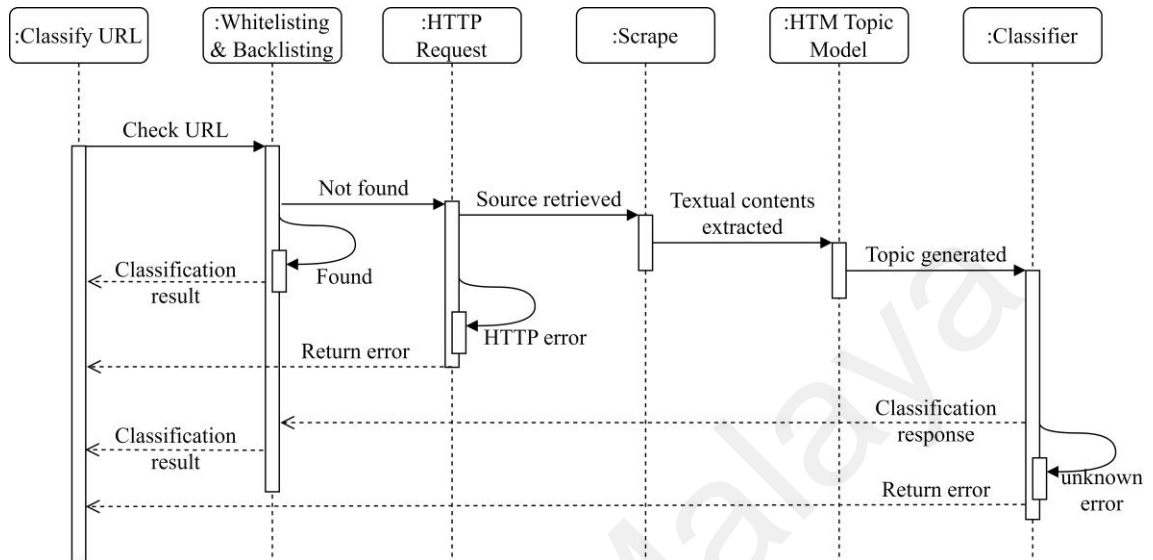 :Classify URL
:Whitelisting
& Backlisting
:HTTP
Request
:Scrape
:HTM Topic
Model
:Classifier
Check URL
Not found
Source retrieved
Textual contents
extracted
Topic generated
Classification
result
Found
HTTP error
Return error
Classification
response
Classification
result
unknown
error
Return error
Malaya